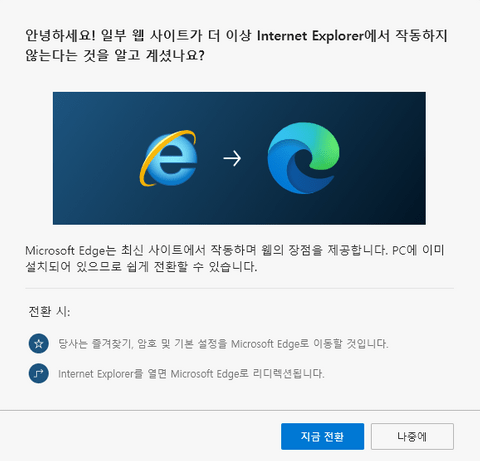 안녕하세요! 일부 웹 사이트가 더 이상 Internet Explorer에서 작동하지
않는다는 것을 알고 계셨나요?
Microsoft Edge는 최신 사이트에서 작동하며 웹의 장점을 제공합니다. PC에 이미
설치되어 있으므로 쉽게 전환할 수 있습니다.
전환 시:
당사는 즐겨찾기, 암호 및 기본 설정을 Microsoft Edge로 이동할 것입니다.
Internet Explorer를 열면 Microsoft Edge로 리디렉션됩니다.
지금 전환
나중에